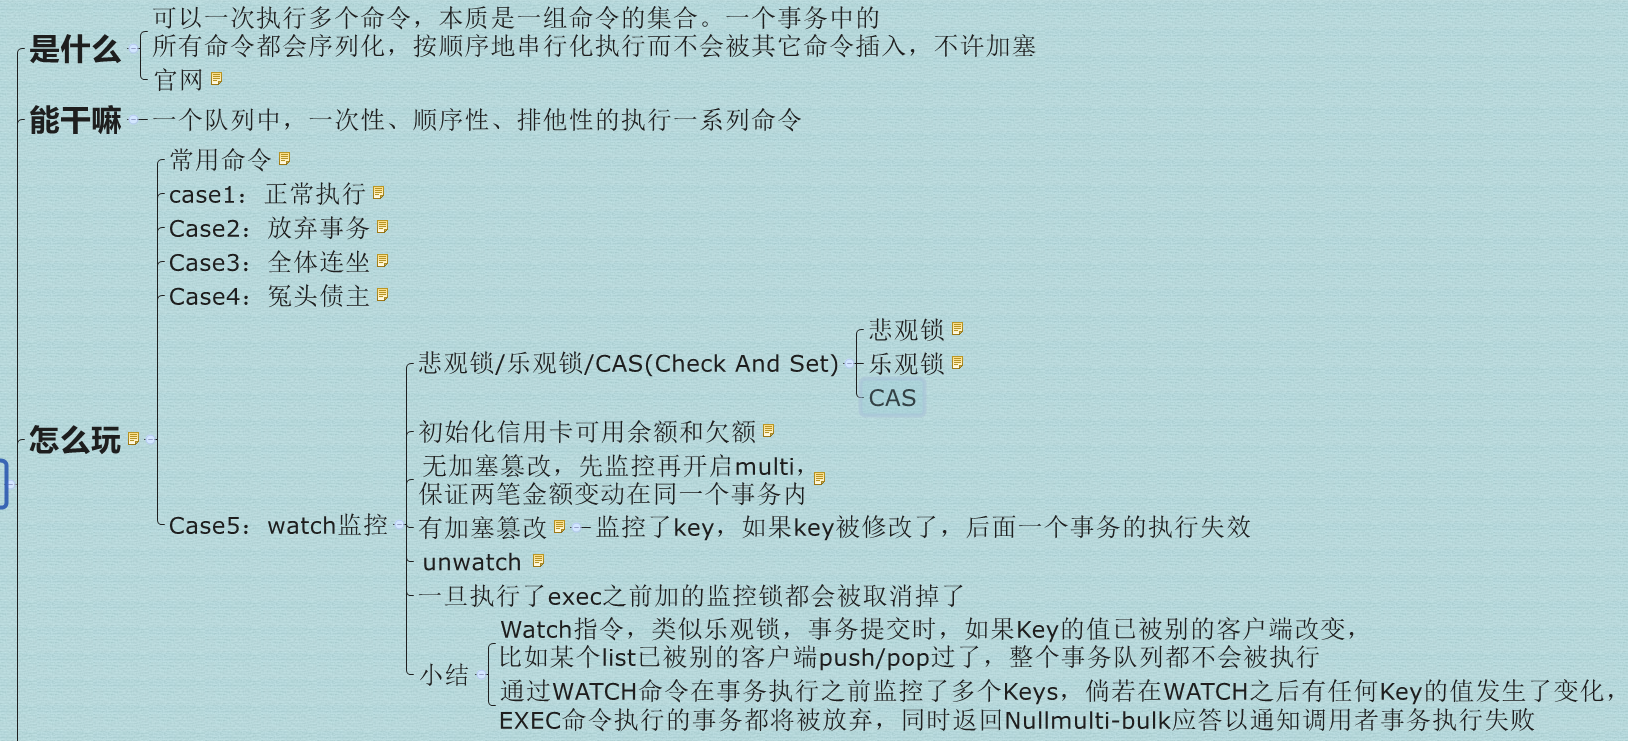 是什么
可以一次执行多个命令，本质是一组命令的集合。一个事务中的
所有命令都会序列化，按顺序地串行化执行而不会被其它命令插入，不许加塞
官网
能干嘛
一个队列中，一次性、顺序性、排他性的执行一系列命令
怎么玩
常用命令
case1：正常执行
Case2：放弃事务
Case3：全体连坐
Case4：冤头债主
Case5：watch监控
悲观锁/乐观锁/CAS(Check And Set)
悲观锁
乐观锁
CAS
初始化信用卡可用余额和欠额
无加塞篡改，先监控再开启multi，
保证两笔金额变动在同一个事务内
有加塞篡改
监控了key，如果key被修改了，后面一个事务的执行失效
unwatch
一旦执行了exec之前加的监控锁都会被取消掉了
小结
Watch指令，类似乐观锁，事务提交时，如果Key的值已被别的客户端改变，
比如某个list已被别的客户端push/pop过了，整个事务队列都不会被执行
通过WATCH命令在事务执行之前监控了多个Keys，倘若在WATCH之后有任何Key的值发生了变化，
EXEC命令执行的事务都将被放弃，同时返回Nullmulti-bulk应答以通知调用者事务执行失败